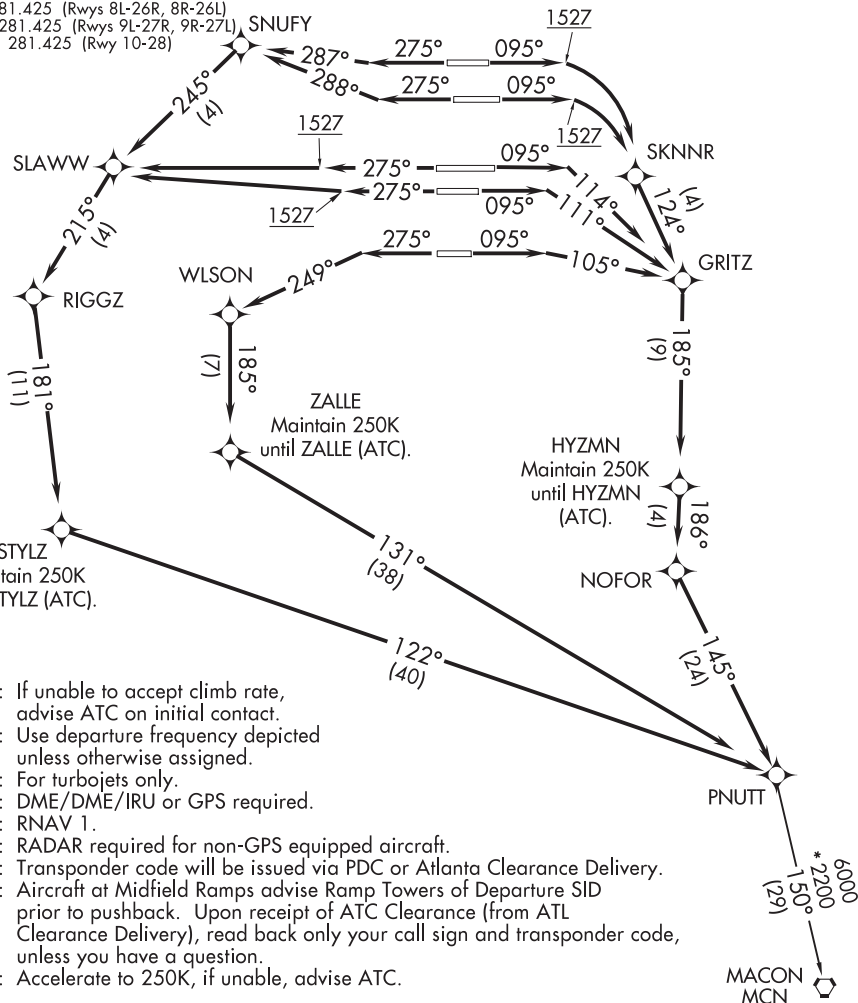 81.425 (Rwys 8L-26R, 8R-26L)
281.425 (Rwys 9L-27R, 9R-27L)
281.425 (Rwy 10-28)
SNUFY
287°
275°
095°
1527
288°
275°
095°
1527
245°
(4)
1527
SLAWW
275°
095°
SKNNR
1527
275°
095°
114°
111°
(4)
124°
215°
(4)
WLSON
249°
275°
095°
105°
GRITZ
RIGGZ
185°
(7)
185°
(9)
181°
(11)
ZALLE
Maintain 250K
until ZALLE (ATC).
HYZMN
Maintain 250K
until HYZMN
(ATC).
186°
(4)
STYLZ
tain 250K
TYLZ (ATC).
131°
(38)
NOFOR
122°
(40)
145°
(24)
: If unable to accept climb rate,
advise ATC on initial contact.
: Use departure frequency depicted
unless otherwise assigned.
: For turbojets only.
: DME/DME/IRU or GPS required.
: RNAV 1.
: RADAR required for non-GPS equipped aircraft.
: Transponder code will be issued via PDC or Atlanta Clearance Delivery.
: Aircraft at Midfield Ramps advise Ramp Towers of Departure SID
prior to pushback. Upon receipt of ATC Clearance (from ATL
Clearance Delivery), read back only your call sign and transponder code,
unless you have a question.
: Accelerate to 250K, if unable, advise ATC.
PNUTT
6000
*2200
150°
(29)
MACON
MCN